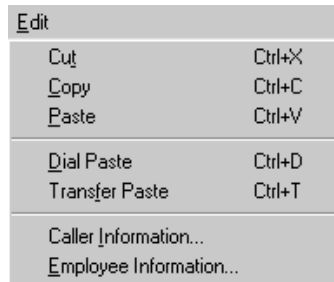 Edit
Cut Ctrl+X
Copy Ctrl+C
Paste Ctrl+V
Dial Paste Ctrl+D
Transfer Paste Ctrl+T
Caller Information...
Employee Information...